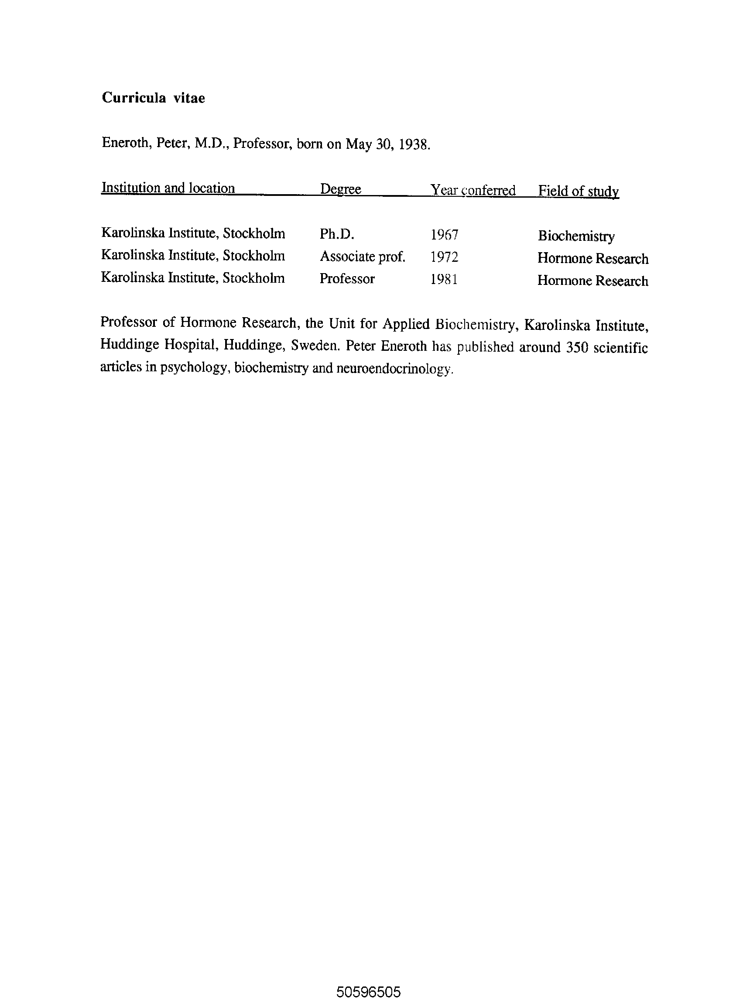 Curricula vitae
Eneroth, Peter, M.D., Professor, born on May 30, 1938.
Institution and location Degree Year conferred Field of study
Karolinska Institute, Stockholm Ph.D. 1967 Biochemistry
Karolinska Institute, Stockholm Associate prof. 1972 Hormone Research
Karolinska Institute, Stockholm Professor 1981 Hormone Research
Professor of Hormone Research, the Unit for Applied Biochemistry, Karolinska Institute,
Huddinge Hospital, Huddinge, Sweden. Peter Eneroth has published around 350 scientific
articles in psychology, biochemistry and neuroendocrinology.
50596505